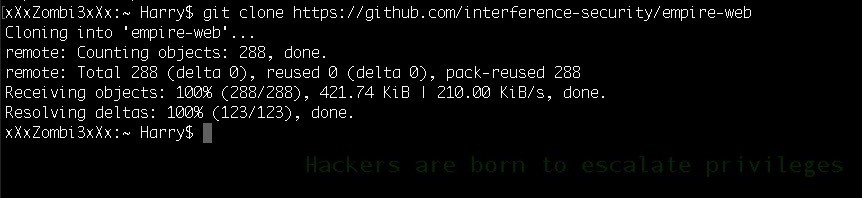 xXxZombi3xXx:~ Harry$ git clone https://github.com/interference-security/empire-web
Cloning into 'empire-web'...
remote: Counting objects: 288, done.
remote: Total 288 (delta 0), reused 0 (delta 0), pack-reused 288
Receiving objects: 100% (288/288), 421.74 KiB | 210.00 KiB/s, done.
Resolving deltas: 100% (123/123), done.
xXxZombi3xXx:~ Harry$
Hackers are born to escalate privileges